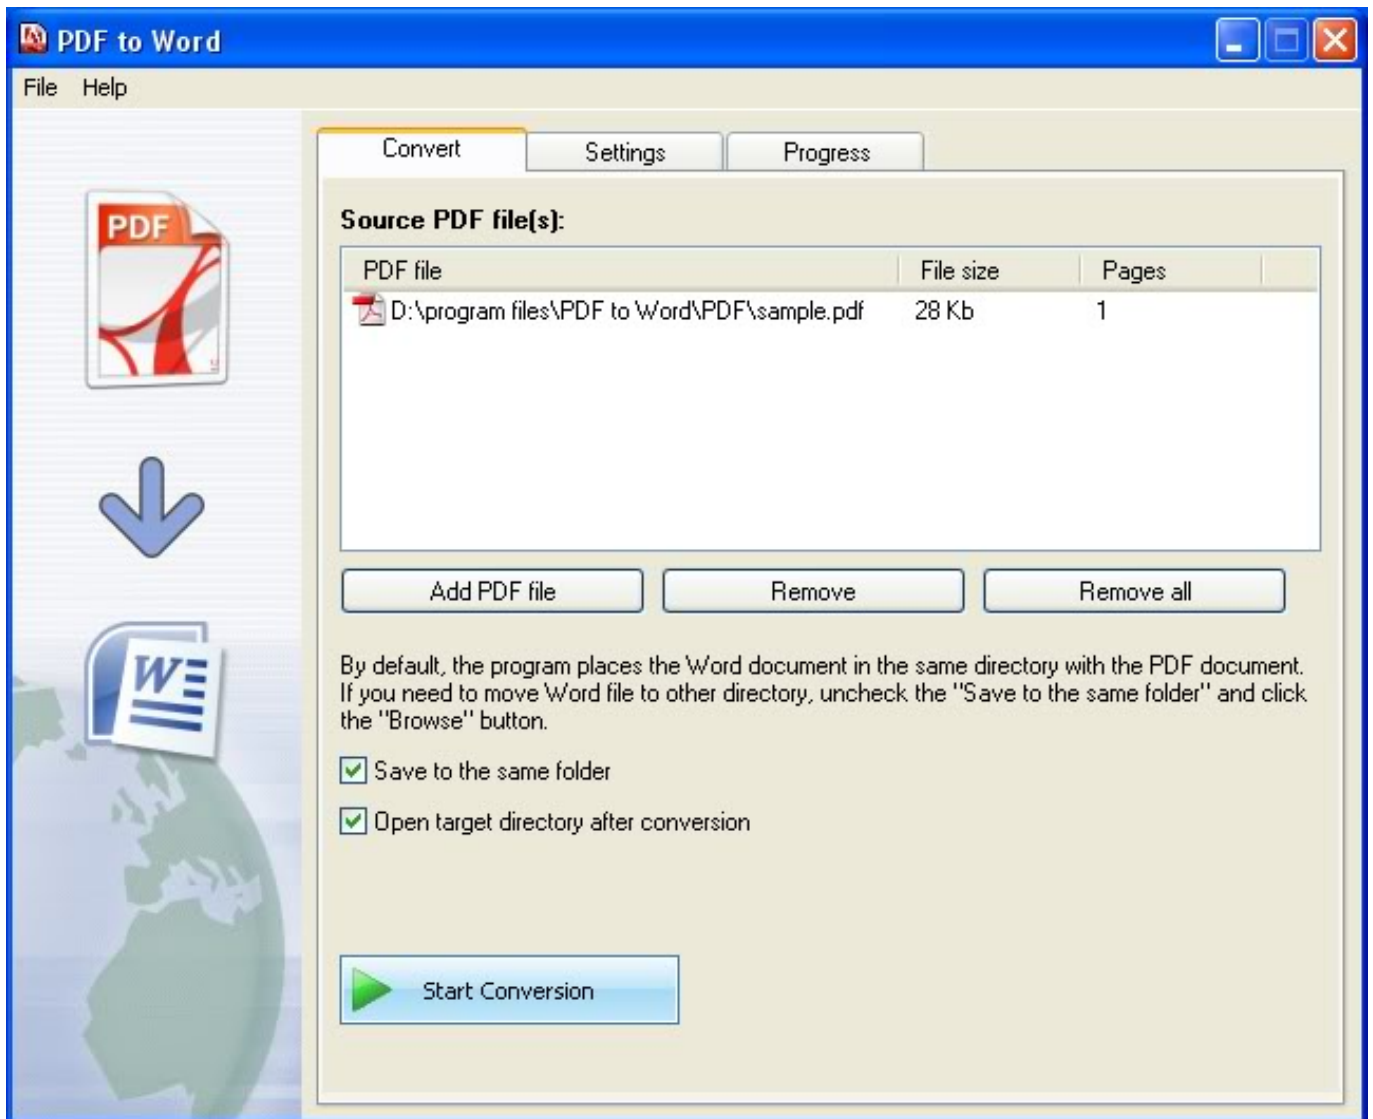 PDF to Word
File Help
Convert Settings Progress
PDF
Source PDF file(s):
PDF file File size Pages
D:\program files\PDF to Word\PDF\sample.pdf 28 Kb 1
Add PDF file Remove Remove all
W
By default, the program places the Word document in the same directory with the PDF document.
If you need to move Word file to other directory, uncheck the "Save to the same folder" and click
the "Browse" button.
Save to the same folder
Open target directory after conversion
Start Conversion